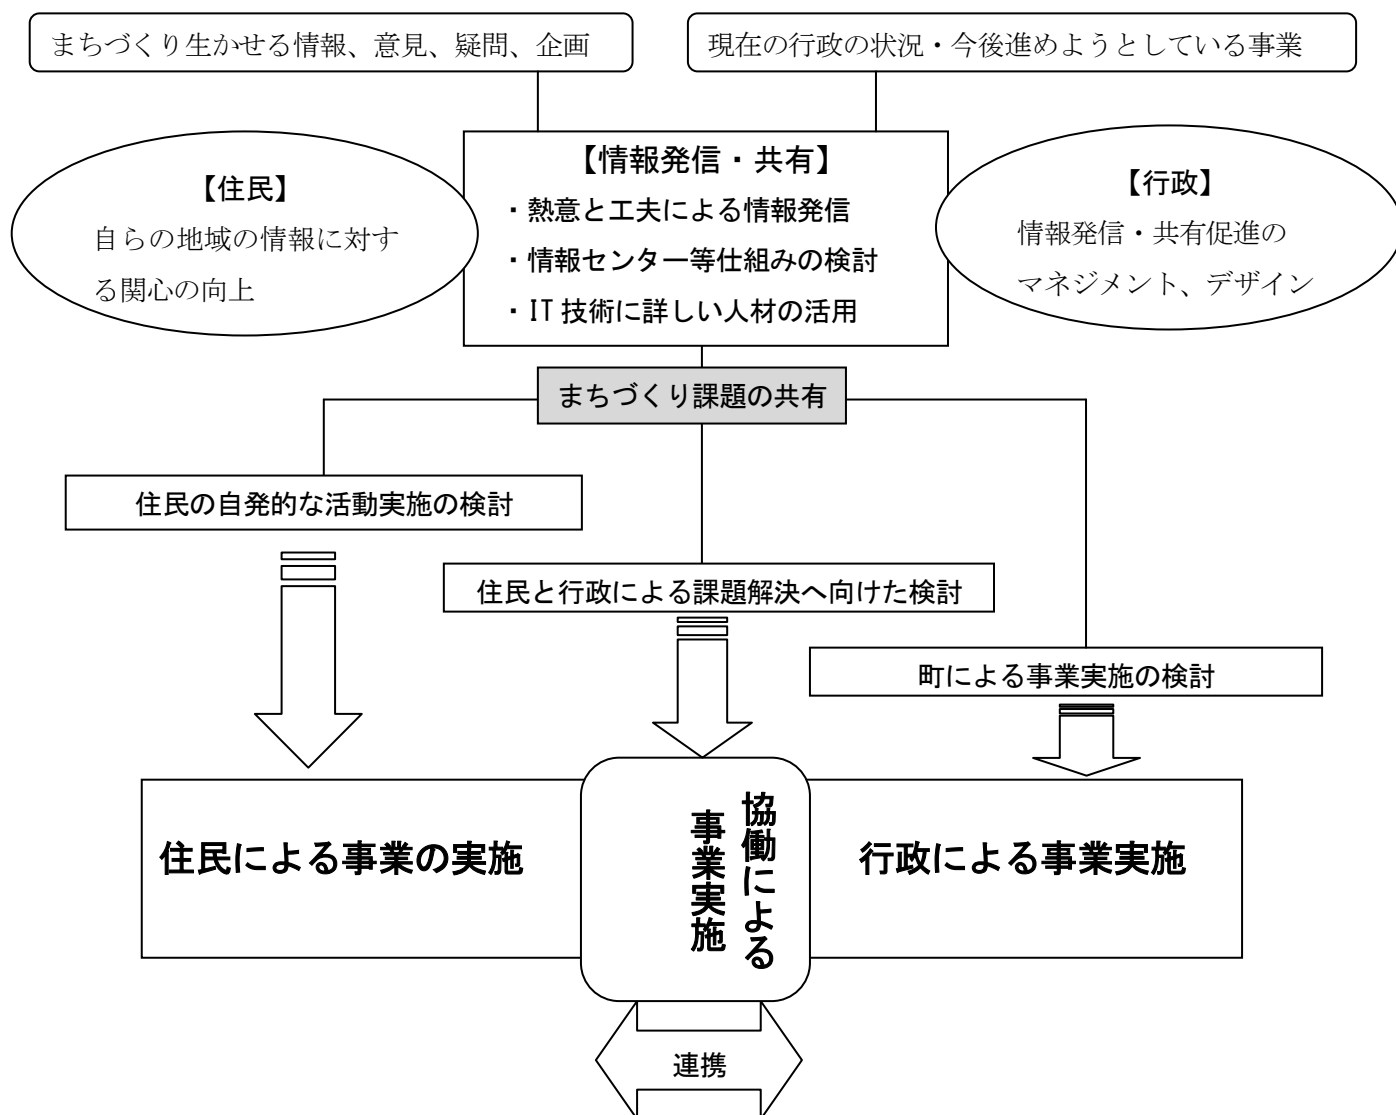 まちづくり生かせる情報、意見、疑問、企画
現在の行政の状況・今後進めようとしている事業
【住民】
自らの地域の情報に対す
る関心の向上
【情報発信・共有】
・熱意と工夫による情報発信
・情報センター等仕組みの検討
・IT 技術に詳しい人材の活用
【行政】
情報発信・共有促進の
マネジメント、デザイン
まちづくり課題の共有
住民の自発的な活動実施の検討
住民と行政による課題解決へ向けた検討
町による事業実施の検討
住民による事業の実施
協働による
事業実施
行政による事業実施
連携